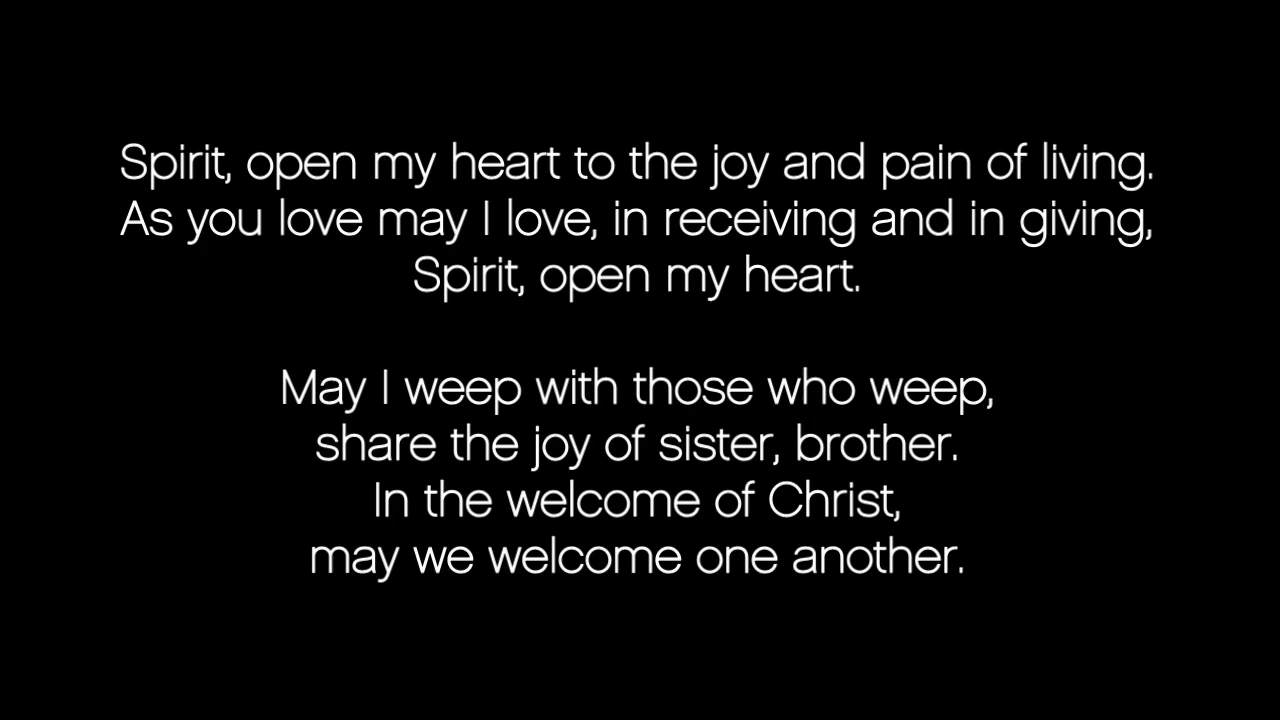 Spirit, open my heart to the joy and pain of living.
As you love may I love, in receiving and in giving,
Spirit, open my heart.
May I weep with those who weep,
share the joy of sister, brother.
In the welcome of Christ,
may we welcome one another.